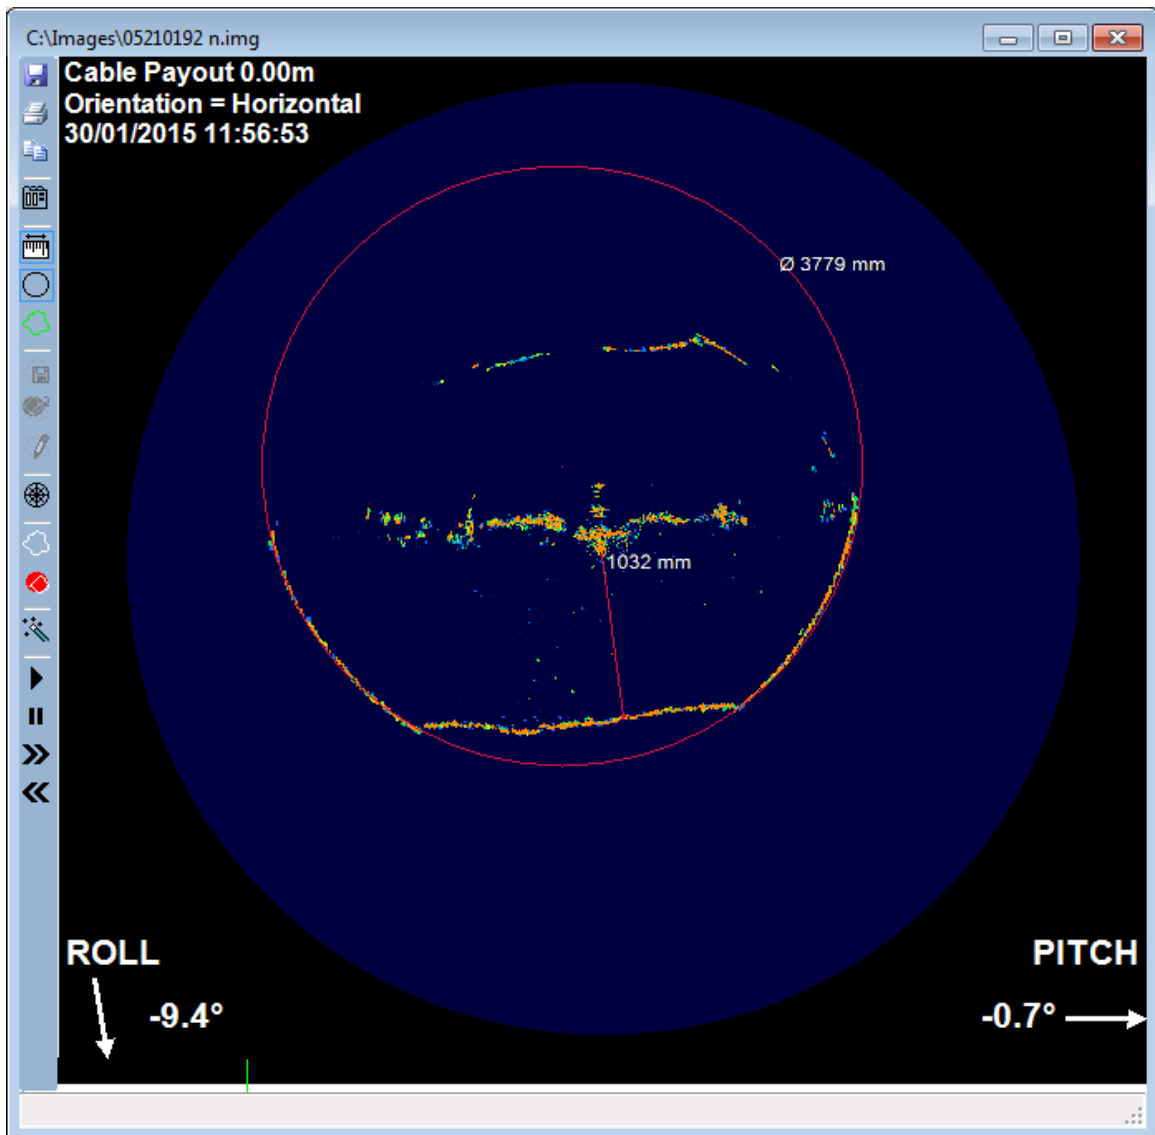 C:\Images\05210192 n.img
Cable Payout 0.00m
Orientation = Horizontal
30/01/2015 11:56:53
Ø 3779 mm
1032 mm
ROLL
-9.4°
PITCH
-0.7°